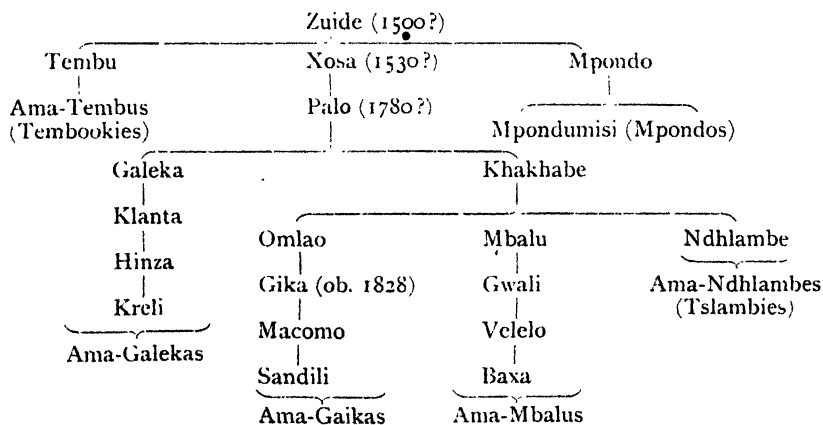 Zuide (1500?)
Tembu Xosa (1530?) Mpondo
Ama-Tembus Palo (1780?)
(Tembookies) Mpondumisi (Mpondos)
Galeka Khakhabe
Klanta
Omlao Mbalu Ndhlambe
Hinza
Gika (ob. 1828) Gwali Ama-Ndhlambes
Kreli (Tslambies)
Macomo Velelo
Ama-Galekas
Sandili Baxa
Ama-Gaikas Ama-Mbalus